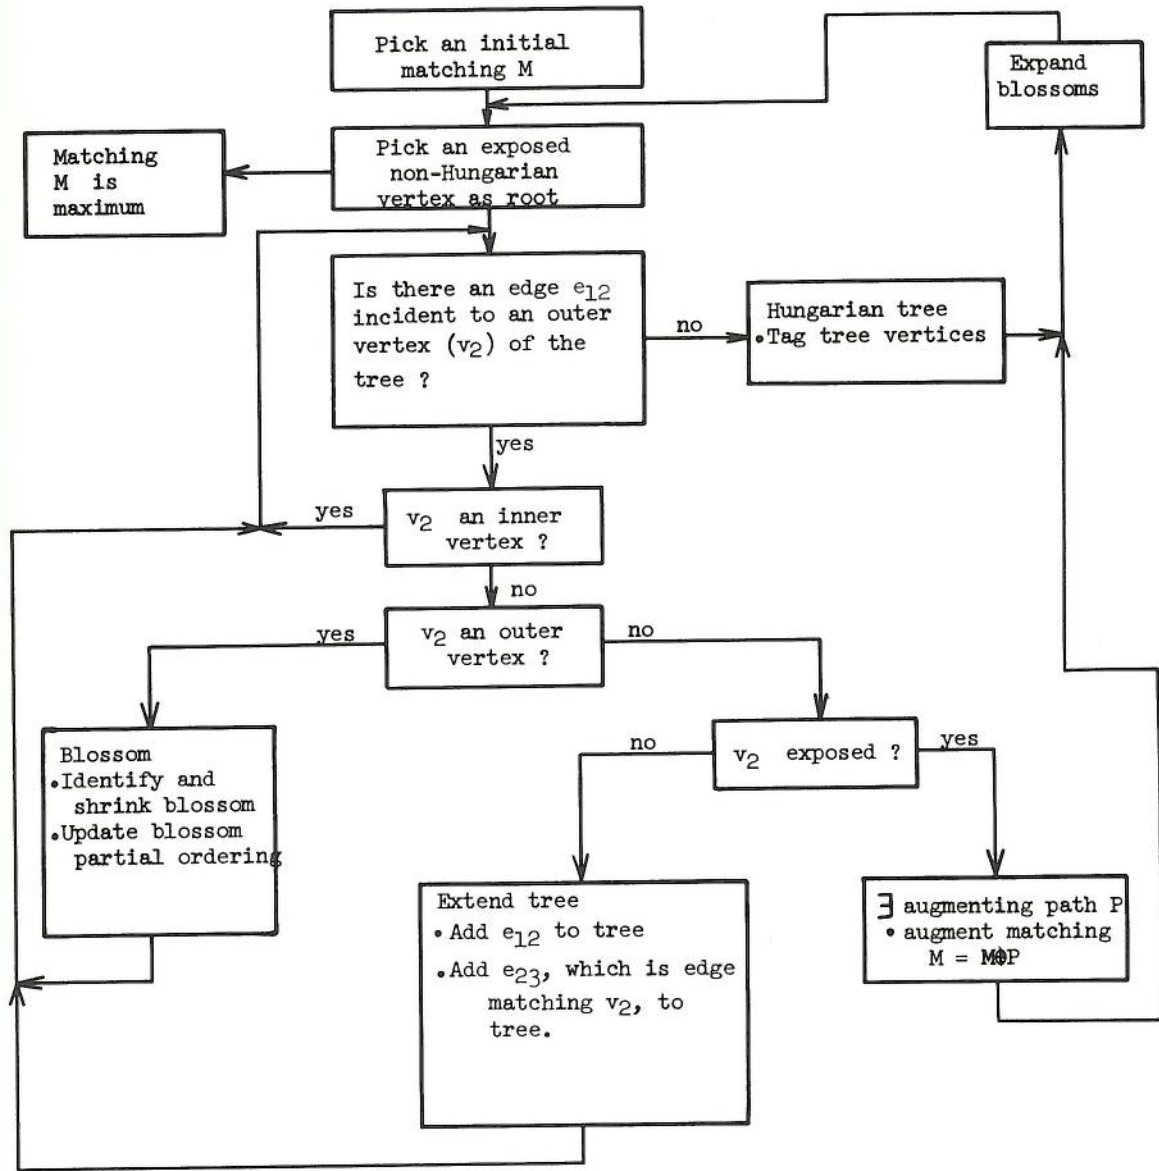 Pick an initial
matching M
Expand
blossoms
Matching
M is
maximum
Pick an exposed
non-Hungarian
vertex as root
Is there an edge e12
incident to an outer
vertex (v2) of the
tree ?
no
Hungarian tree
•Tag tree vertices
yes
yes
v2 an inner
vertex ?
no
yes
v2 an outer
vertex ?
no
Blossom
•Identify and
shrink blossom
•Update blossom
partial ordering
no
v2 exposed ?
yes
Extend tree
• Add e12 to tree
• Add e23, which is edge
matching v2, to
tree.
∃ augmenting path P
• augment matching
M = M⊕P